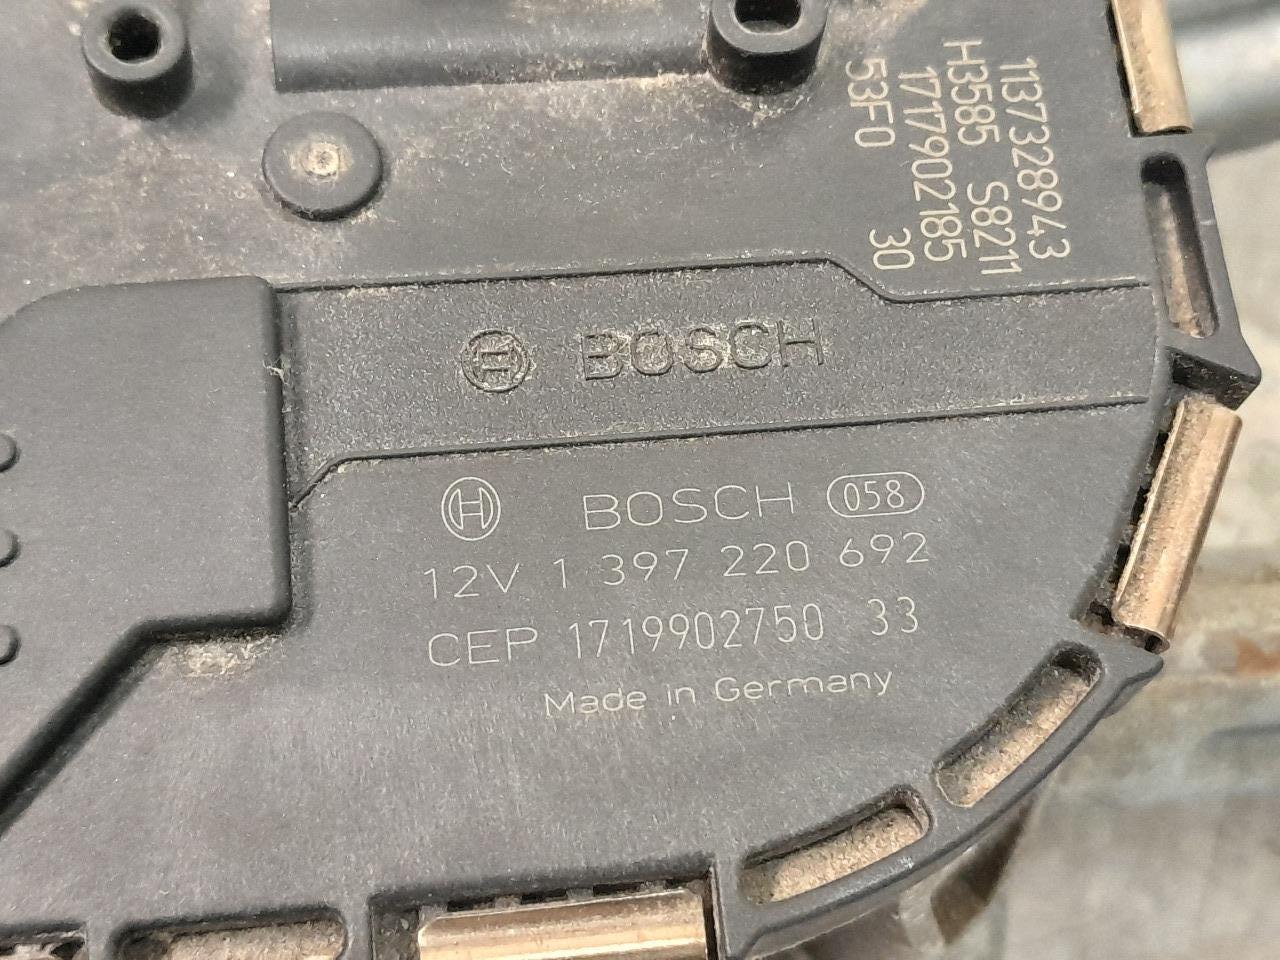 1137328943
H3585 S8211
1717902185
53F0 30
BOSCH
BOSCH 058
12V 1 397 220 692
CEP 1719902750 33
Made in Germany